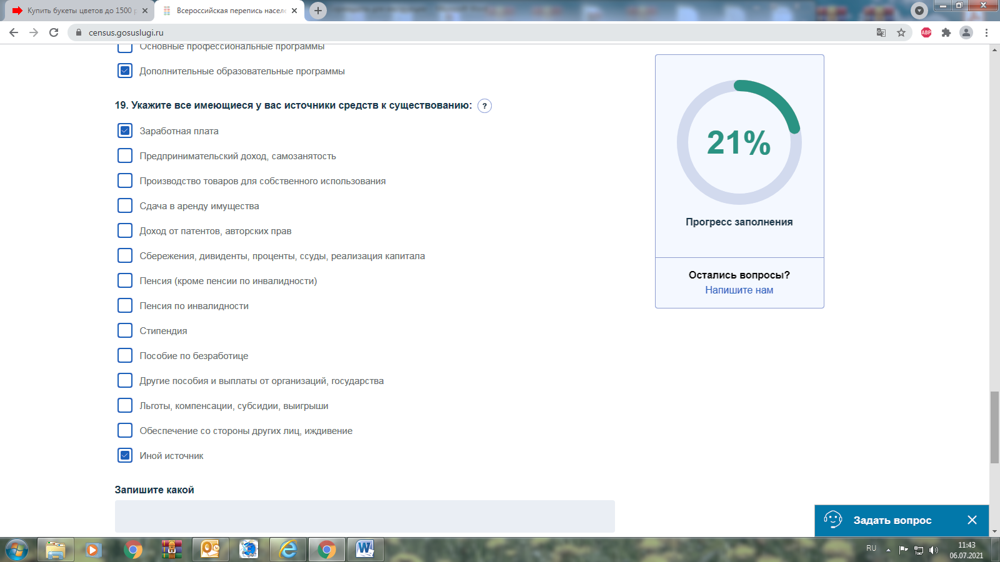 Купить букеты цветов до 1500 р
Всероссийская перепись населе
census.gosuslugi.ru
ABP
Основные профессиональные программы
Дополнительные образовательные программы
19. Укажите все имеющиеся у вас источники средств к существованию: ?
Заработная плата
Предпринимательский доход, самозанятость
Производство товаров для собственного использования
Сдача в аренду имущества
Доход от патентов, авторских прав
Сбережения, дивиденты, проценты, ссуды, реализация капитала
Пенсия (кроме пенсии по инвалидности)
Пенсия по инвалидности
Стипендия
Пособие по безработице
Другие пособия и выплаты от организаций, государства
Льготы, компенсации, субсидии, выигрыши
Обеспечение со стороны других лиц, иждивение
Иной источник
Запишите какой
21%
Прогресс заполнения
Остались вопросы?
Напишите нам
Задать вопрос
RU
11:43
06.07.2021